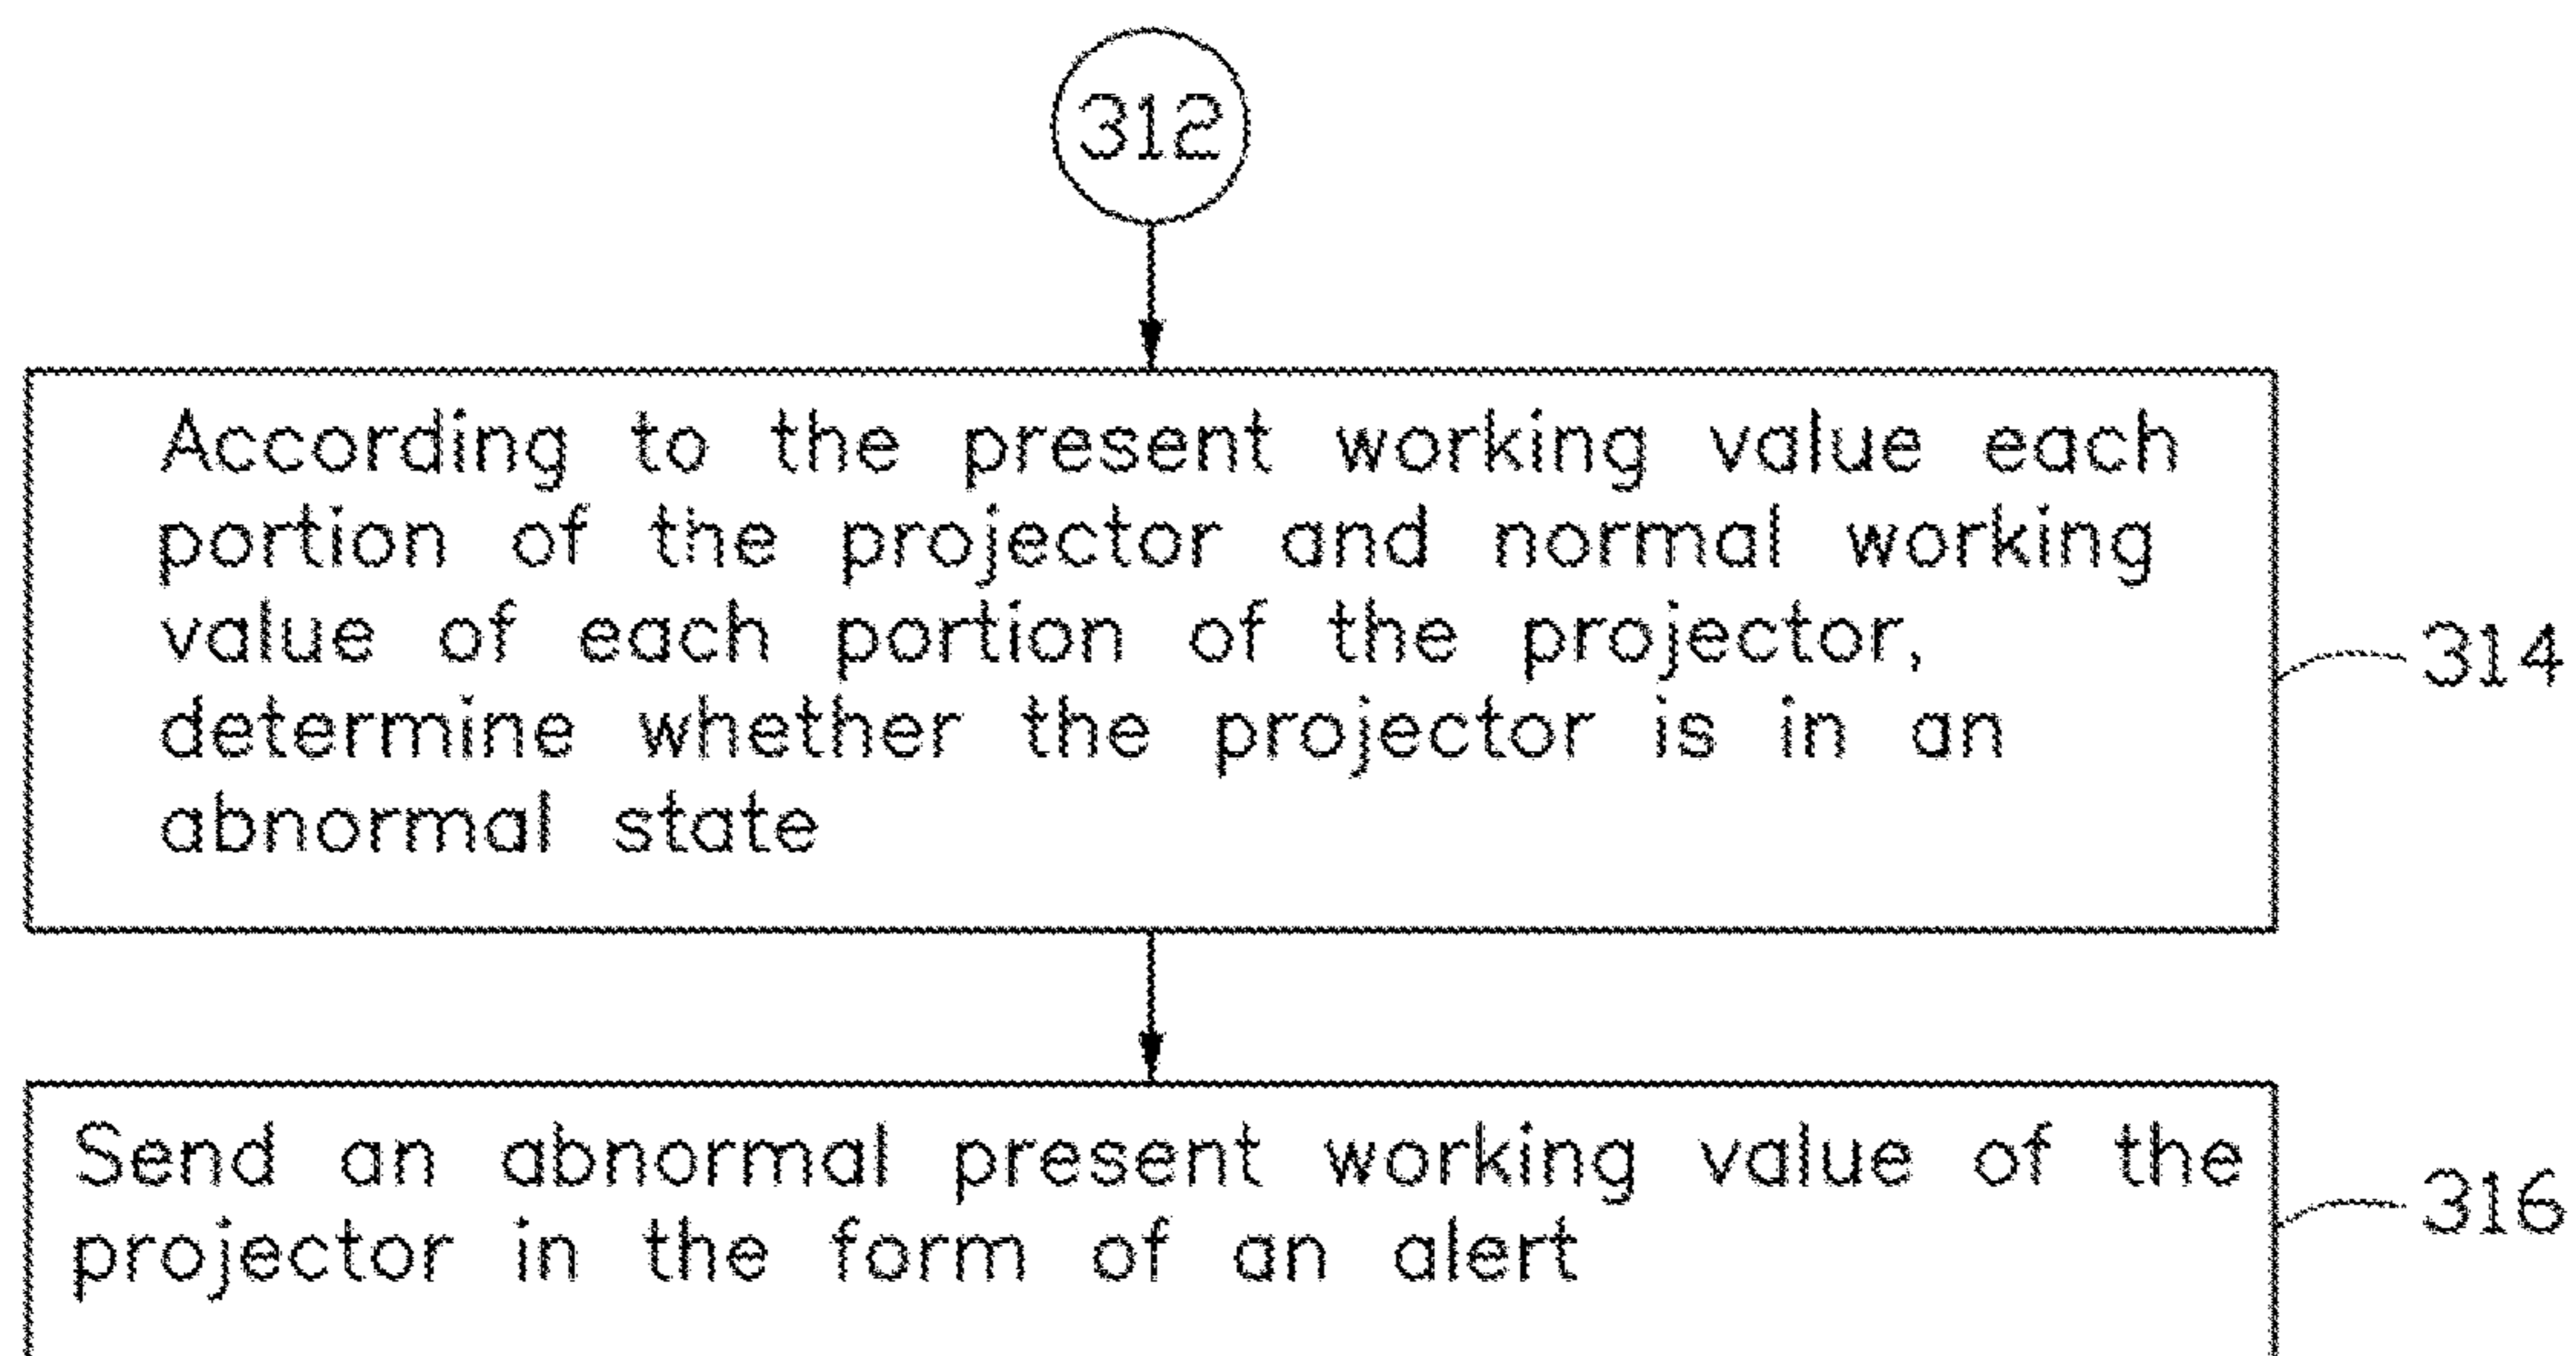 312
According to the present working value each
portion of the projector and normal working
value of each portion of the projector,
determine whether the projector is in an
abnormal state
314
Send an abnormal present working value of the
projector in the form of an alert
316